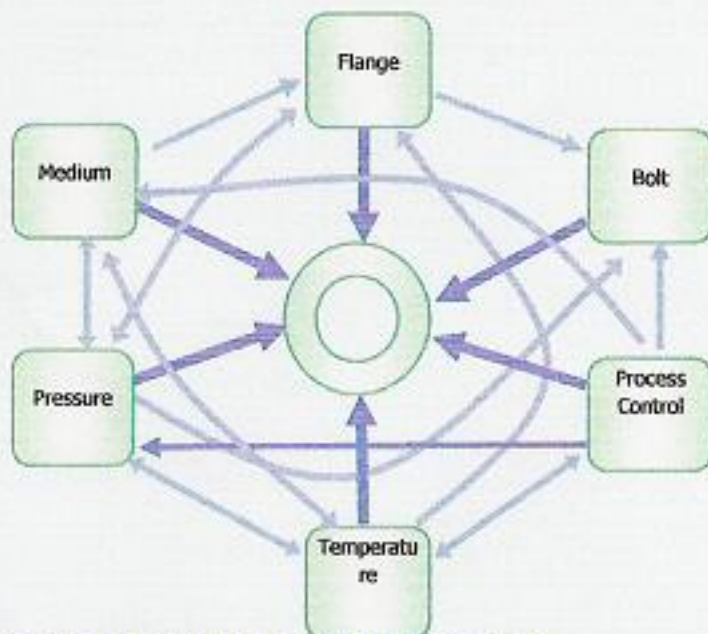 Flange
Medium
Bolt
Pressure
Process
Control
Temperatu
re